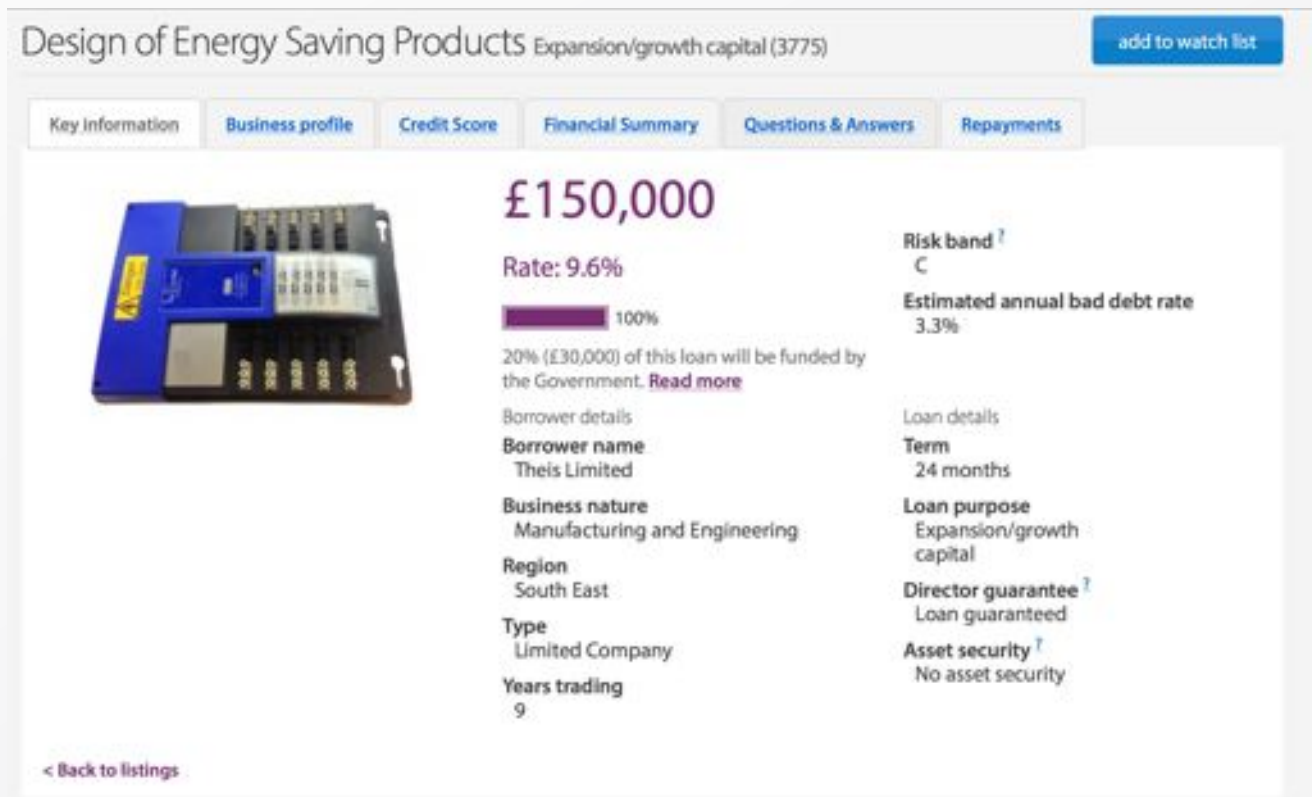 Design of Energy Saving Products Expansion/growth capital (3775)
add to watch list
Key information
Business profile
Credit Score
Financial Summary
Questions & Answers
Repayments
£150,000
Rate: 9.6%
100%
20% (£30,000) of this loan will be funded by
the Government. Read more
Risk band ?
C
Estimated annual bad debt rate
3.3%
Borrower details
Borrower name
Theis Limited
Business nature
Manufacturing and Engineering
Region
South East
Type
Limited Company
Years trading
9
Loan details
Term
24 months
Loan purpose
Expansion/growth
capital
Director guarantee ?
Loan guaranteed
Asset security ?
No asset security
< Back to listings